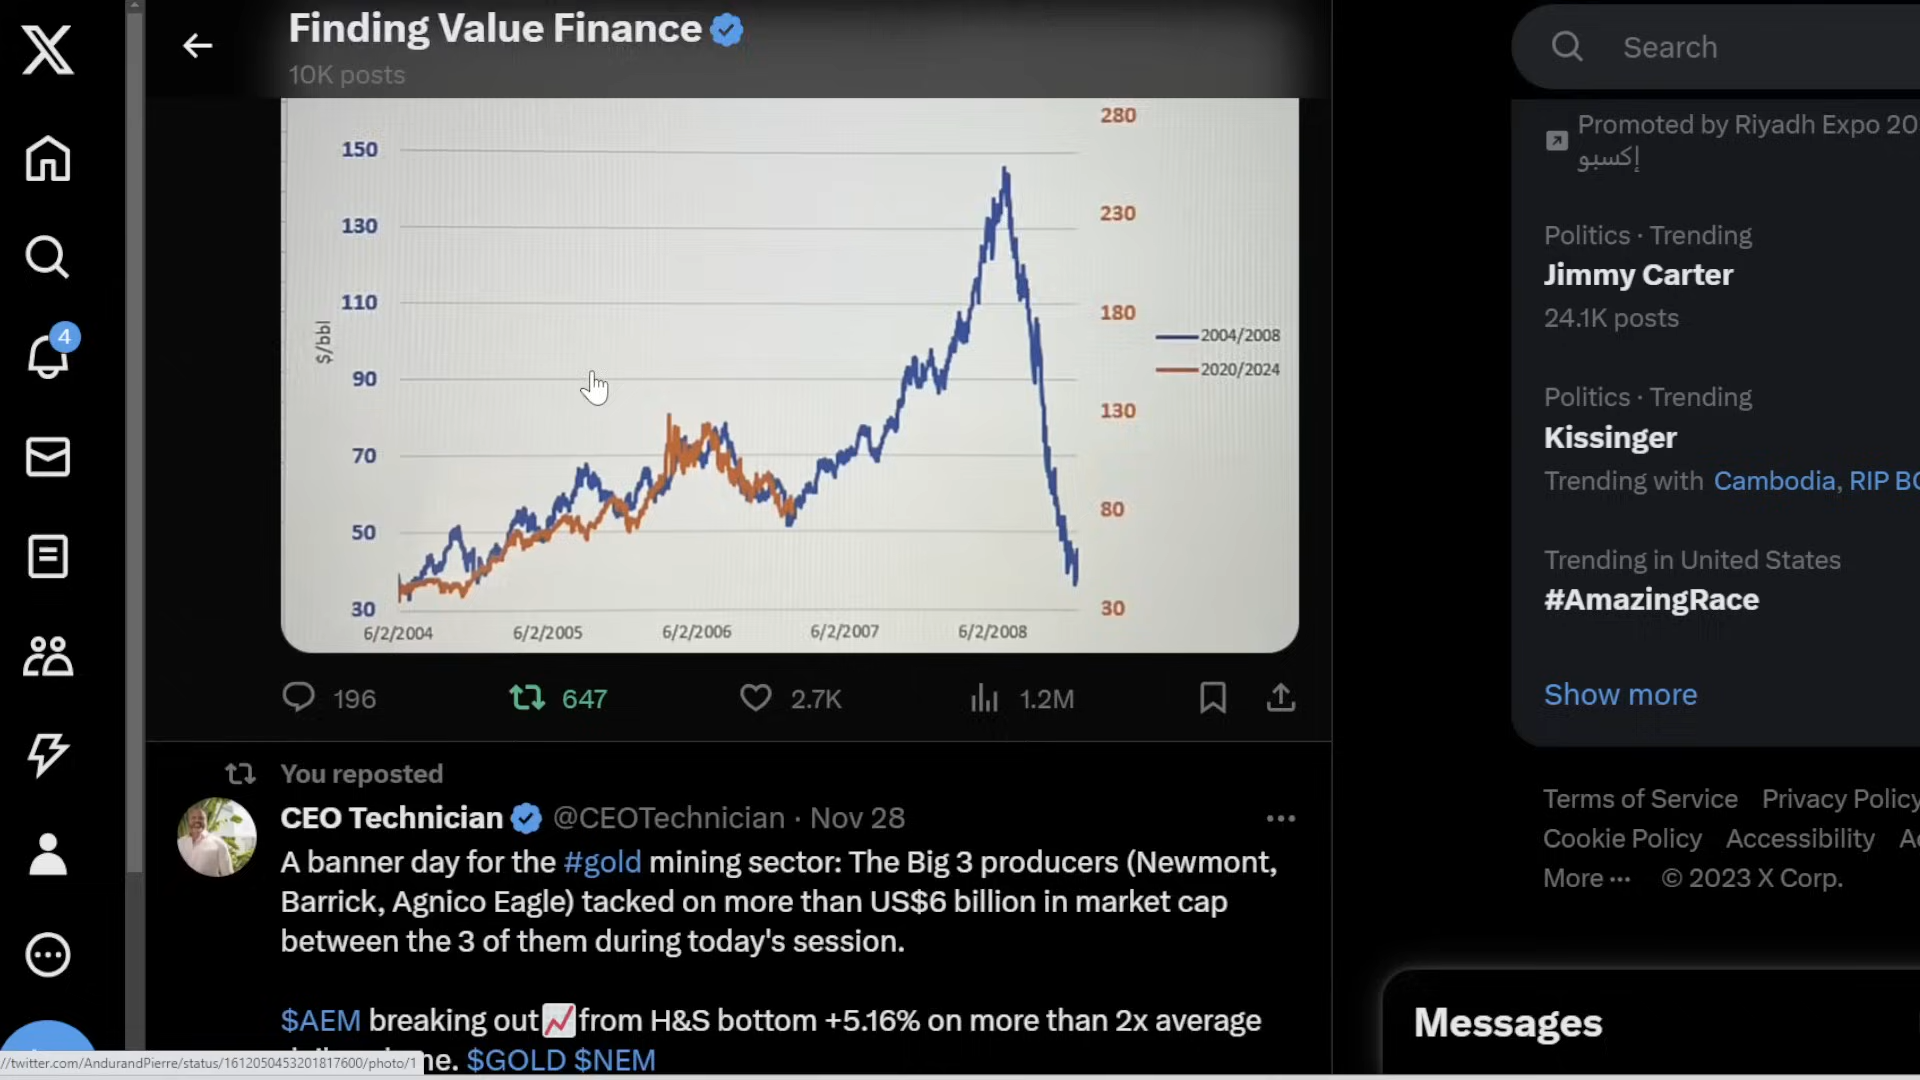 Finding Value Finance
10K posts
Search
Promoted by Riyadh Expo 20
إكسبو
Politics · Trending
Jimmy Carter
24.1K posts
Politics · Trending
Kissinger
Trending with Cambodia, RIP BO
Trending in United States
#AmazingRace
Show more
Terms of Service Privacy Policy
Cookie Policy Accessibility
More ··· © 2023 X Corp.
Messages
4
$/bbl
150
130
110
90
70
50
30
280
230
180
130
80
30
2004/2008
2020/2024
6/2/2004 6/2/2005 6/2/2006 6/2/2007 6/2/2008
196 647 2.7K 1.2M
You reposted
CEO Technician @CEOTechnician · Nov 28
A banner day for the #gold mining sector: The Big 3 producers (Newmont,
Barrick, Agnico Eagle) tacked on more than US$6 billion in market cap
between the 3 of them during today's session.
$AEM breaking out from H&S bottom +5.16% on more than 2x average
$GOLD $NEM
//twitter.com/AndurandPierre/status/1612050453201817600/photo/1